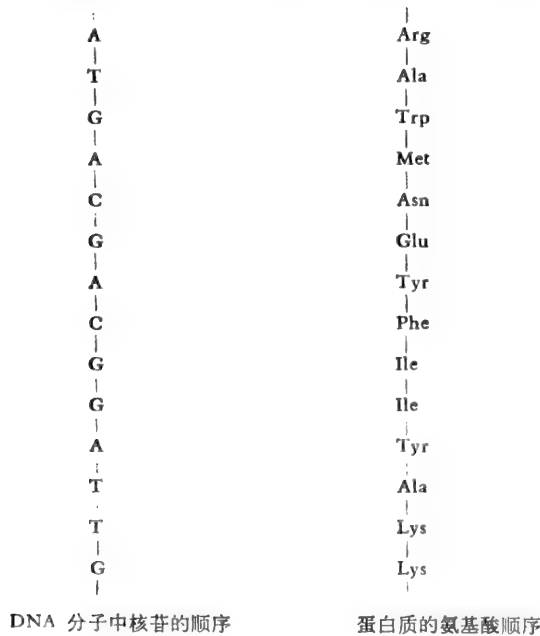 A Arg
T Ala
G Trp
A Met
C Asn
G Glu
A Tyr
C Phe
G Ile
G Ile
A Tyr
T Ala
T Lys
G Lys
DNA 分子中核苷的顺序 蛋白质的氨基酸顺序